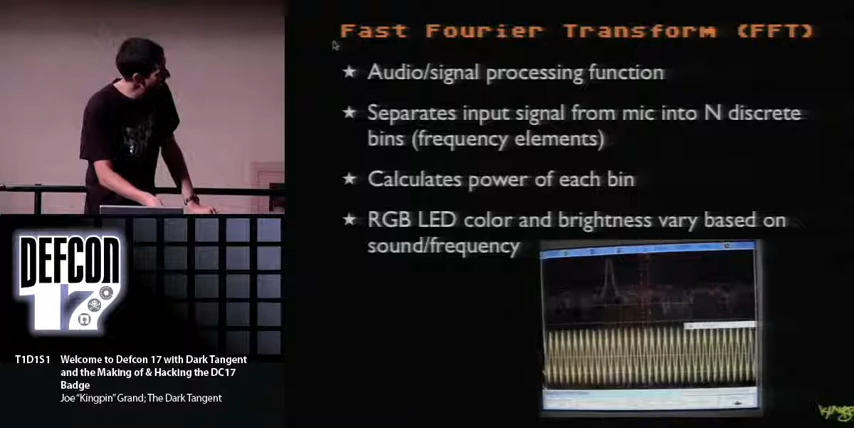 Fast Fourier Transform (FFT)
★ Audio/signal processing function
★ Separates input signal from mic into N discrete
bins (frequency elements)
★ Calculates power of each bin
★ RGB LED color and brightness vary based on
sound/frequency
DEFCON
17
T1D1S1 Welcome to Defcon 17 with Dark Tangent
and the Making of & Hacking the DC17
Badge
Joe "Kingpin" Grand; The Dark Tangent